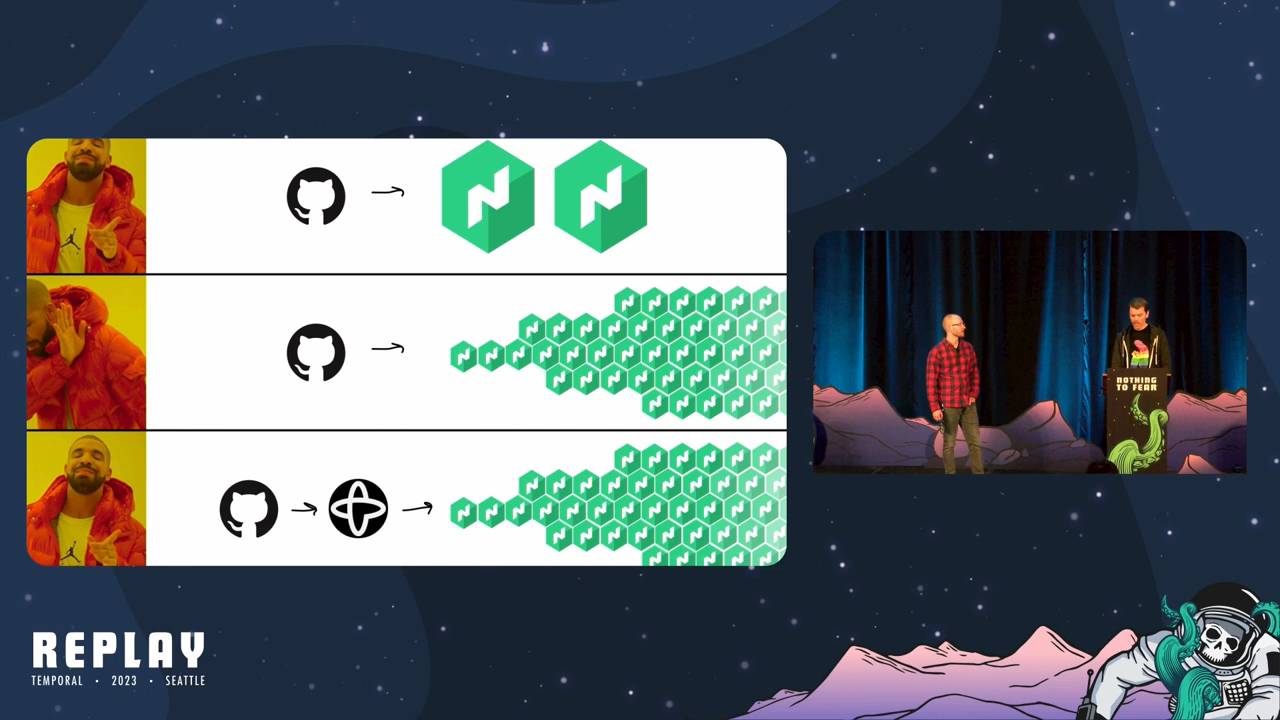 NOTHING
TO FEAR
REPLAY
TEMPORAL • 2023 • SEATTLE